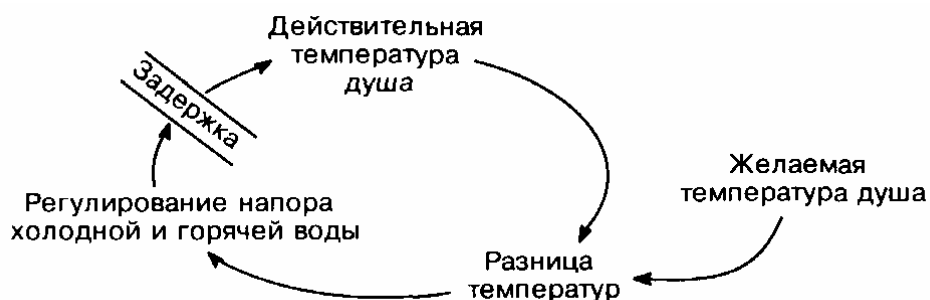 Действительная
температура
душа
Задержка
Желаемая
температура душа
Регулирование напора
холодной и горячей воды
Разница
температур